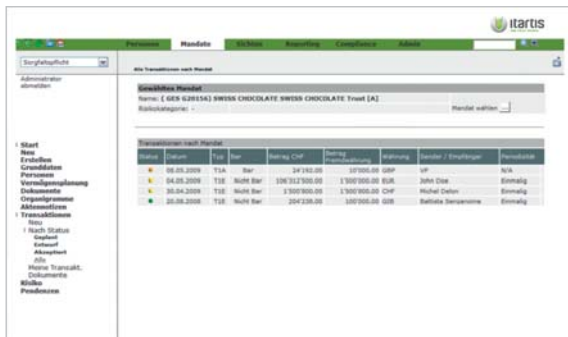 itartis
Personen Mandate Sichten Reporting Compliance Admin
Sorgfaltspflicht
Alle Transaktionen nach Mandat
Administrator
abmelden
Gewähltes Mandat
Name: ( GES G20156) SWISS CHOCOLATE SWISS CHOCOLATE Trust [A]
Risikokategorie: -
Mandat wählen ...
Start
Neu
Erstellen
Grunddaten
Personen
Vermögensplanung
Dokumente
Organigramme
Aktennotizen
Transaktionen
Neu
Nach Status
Geplant
Entwurf
Akzeptiert
Alle
Meine Transakt.
Dokumente
Risiko
Pendenzen
Transaktionen nach Mandat
Status Datum Typ Bar Betrag CHF Betrag Fremdwährung Währung Sender / Empfänger Periodizität
08.05.2009 T1A Bar 24'192.00 10'000.00 GBP VP N/A
04.05.2009 T1E Nicht Bar 106'312'500.00 1'500'000.00 EUR John Doe Einmalig
30.04.2009 T1E Nicht Bar 1'500'000.00 1'500'000.00 CHF Michel Delon Einmalig
20.08.2008 T1E Nicht Bar 204'238.00 100'000.00 Battista Einmalig